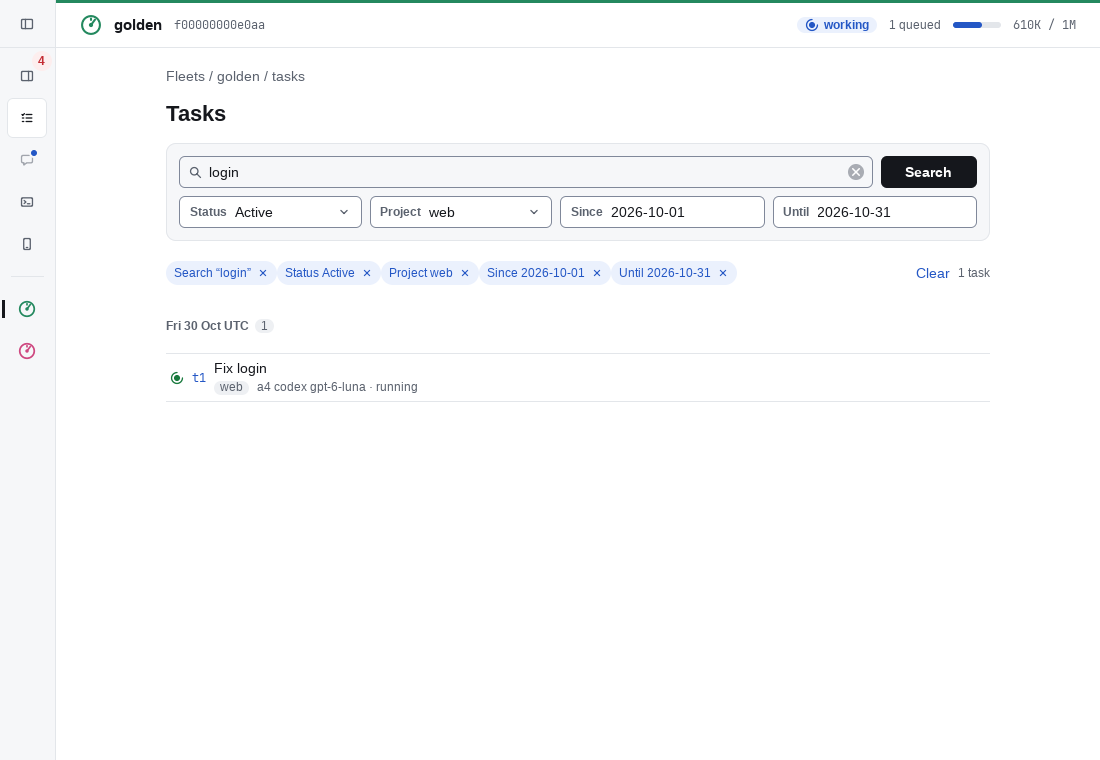 golden f00000000e0aa working 1 queued 610K / 1M
4
Fleets / golden / tasks
Tasks
login Search
Status Active Project web Since 2026-10-01 Until 2026-10-31
Search “login” × Status Active × Project web × Since 2026-10-01 × Until 2026-10-31 × Clear 1 task
Fri 30 Oct UTC 1
t1 Fix login
web a4 codex gpt-6-luna · running